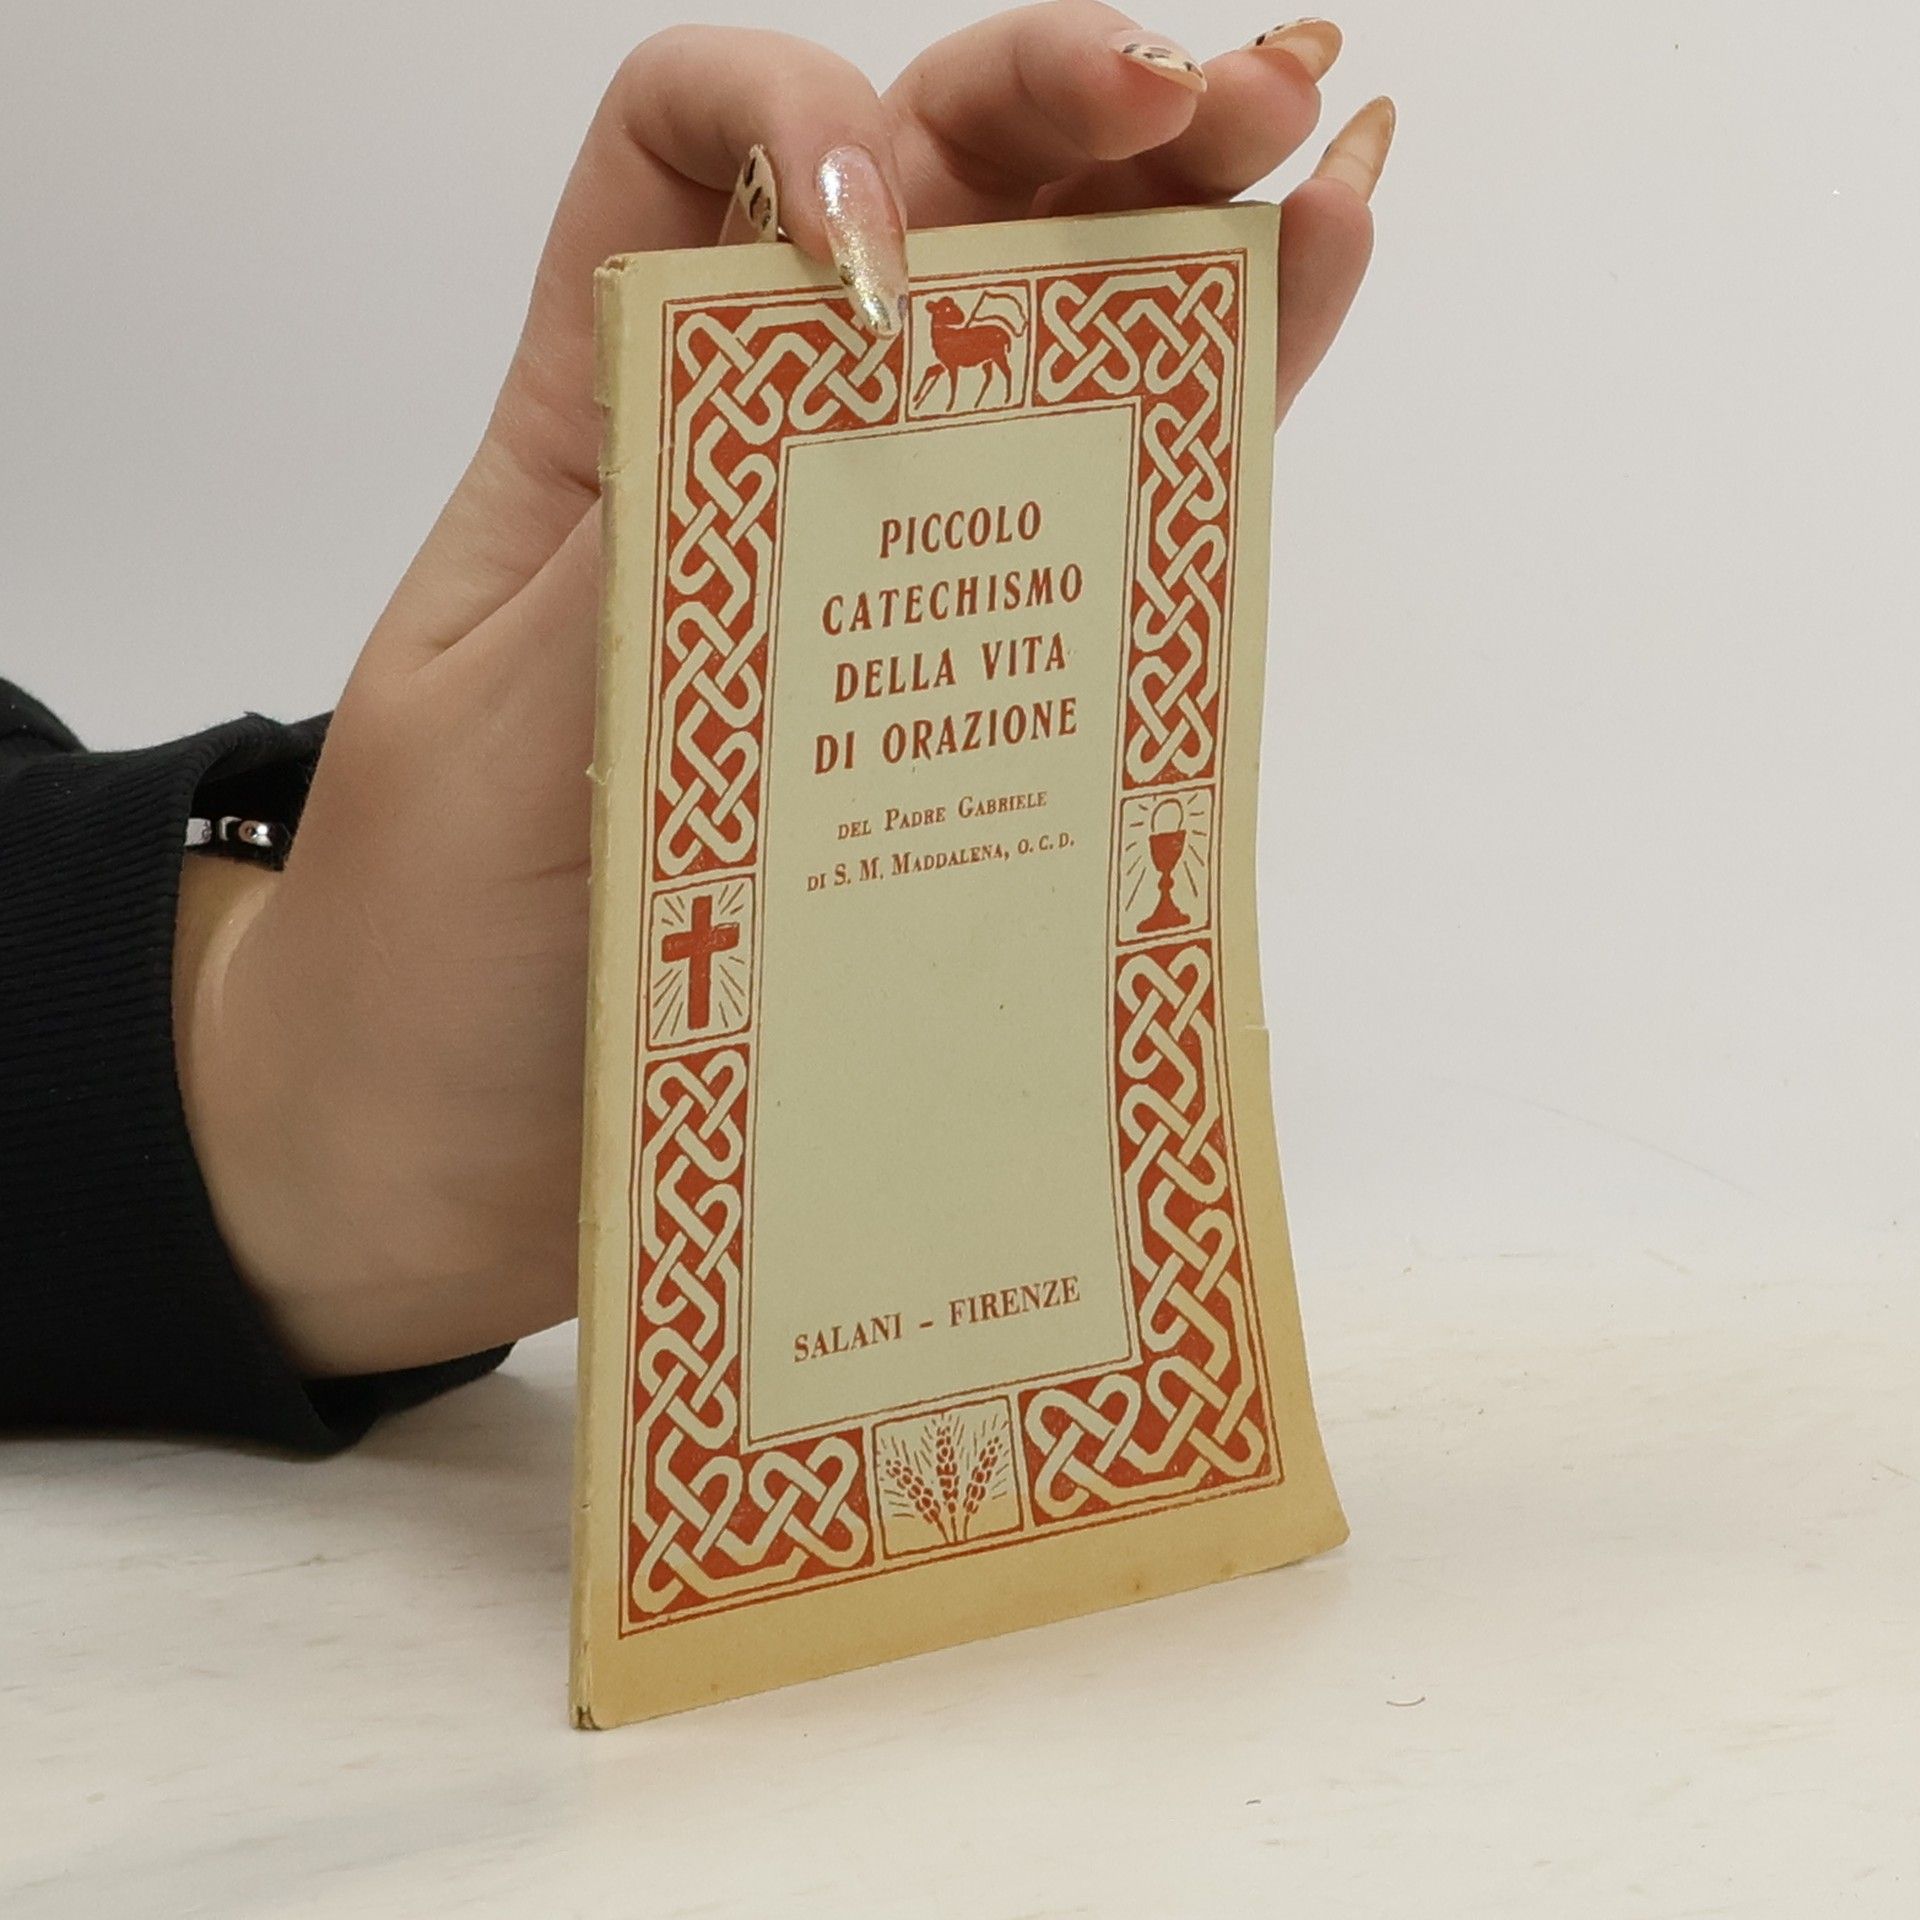 PICCOLO
CATECHISMO
DELLA VITA
DI ORAZIONE
DEL PADRE GABRIELE
DI S. M. MADDALENA, O. C. D.
SALANI – FIRENZE